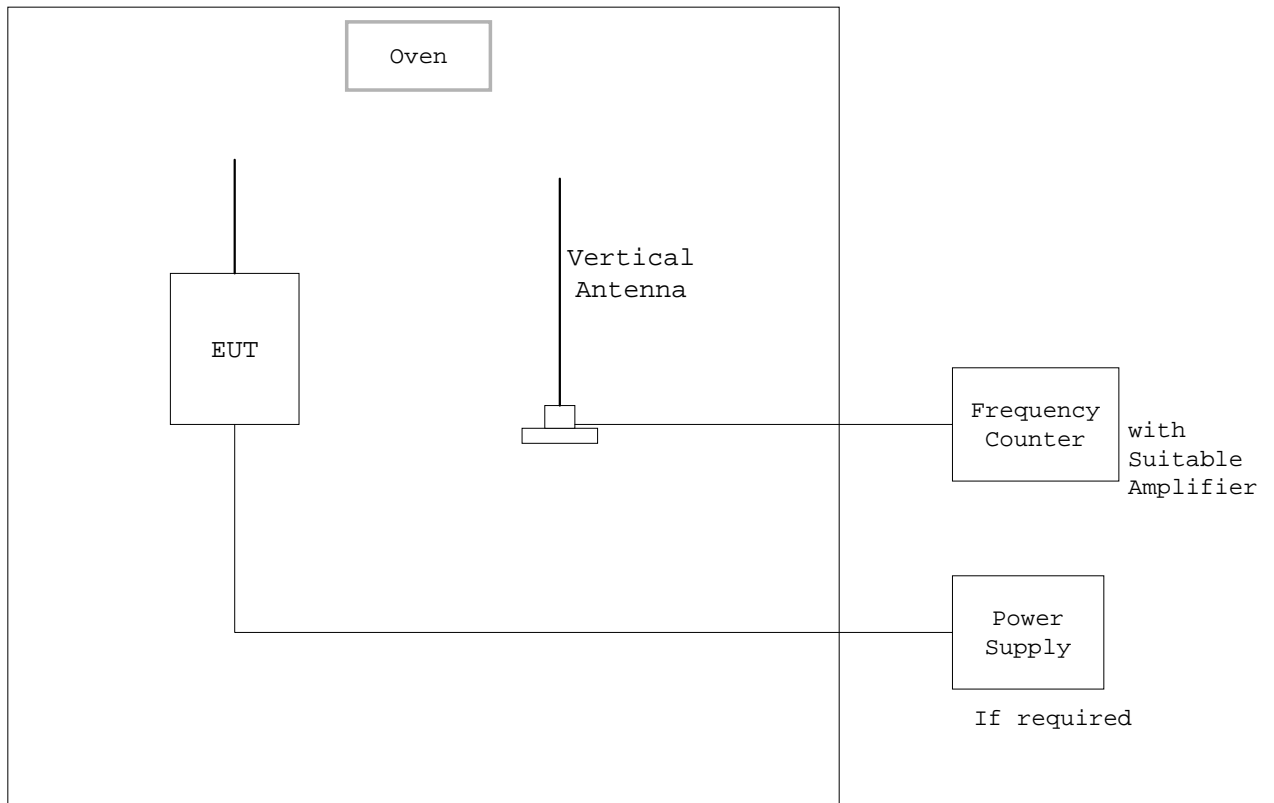 Oven
Vertical
Antenna
EUT
Frequency
Counter
with
Suitable
Amplifier
Power
Supply
If required